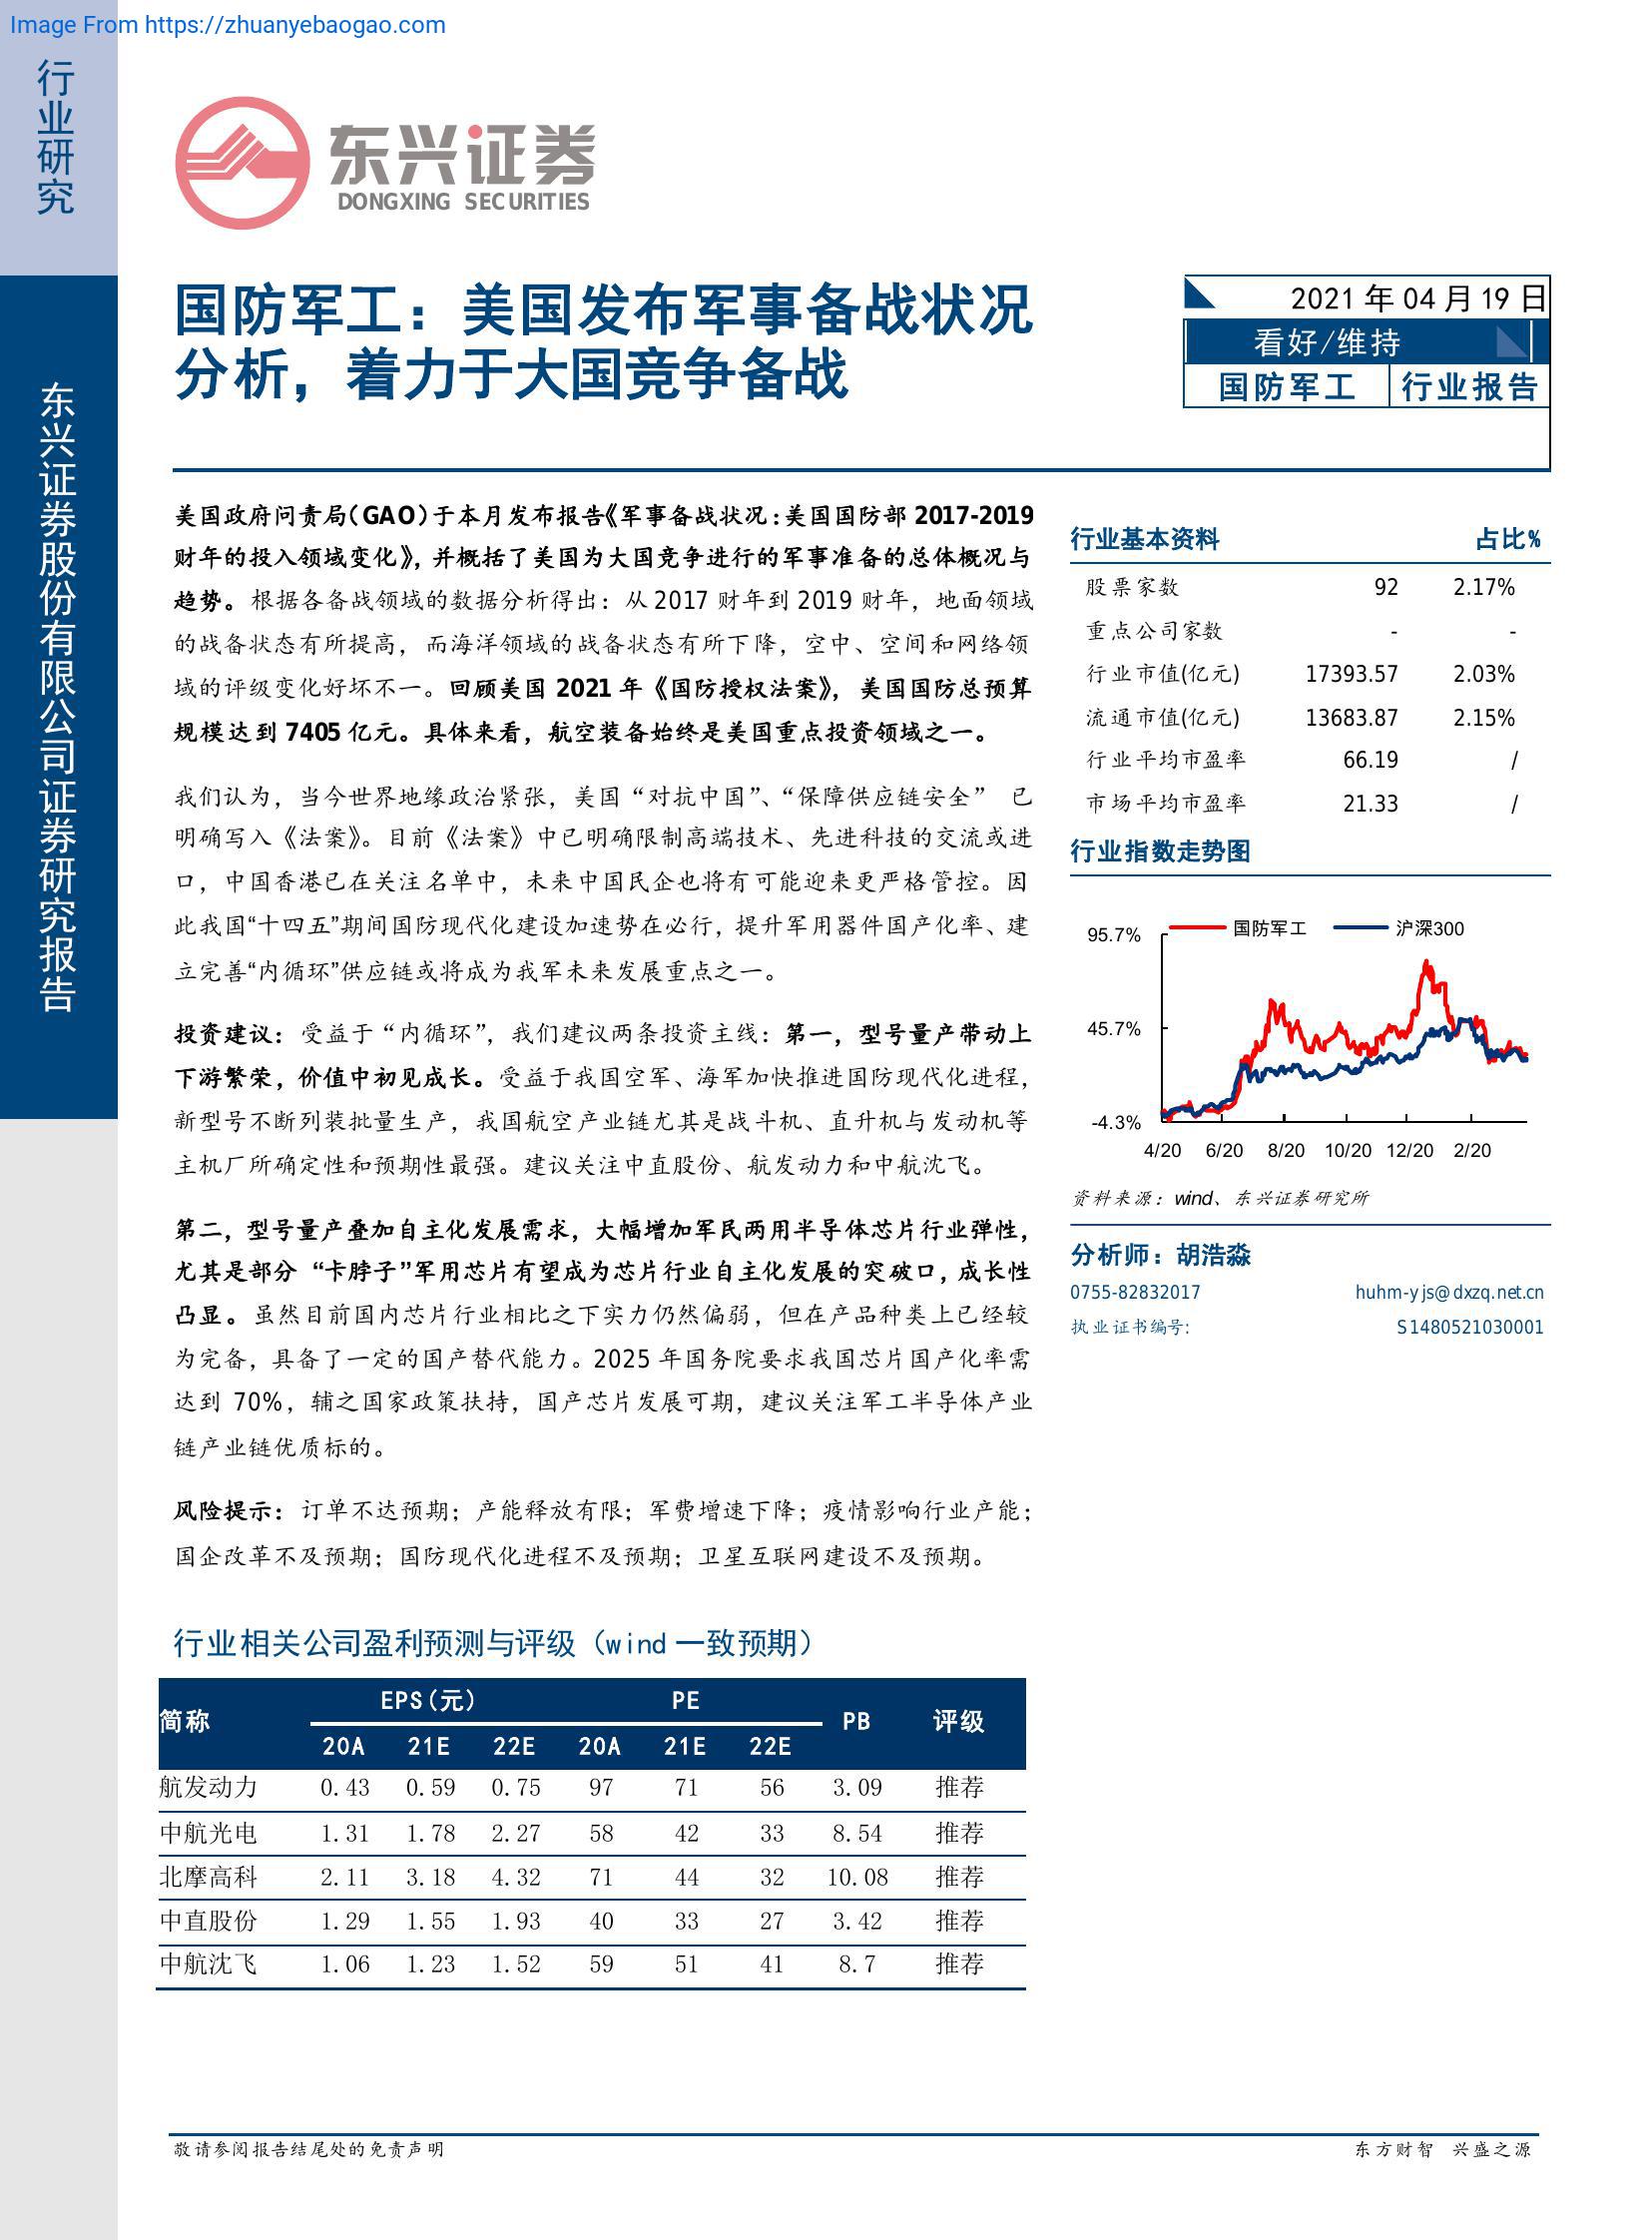 Image From https://zhuanyebaogao.com
行业研究
东兴证券股份有限公司证券研究报告
东兴证券
DONGXING SECURITIES
国防军工：美国发布军事备战状况
分析，着力于大国竞争备战
2021 年 04 月 19 日
看好/维持
国防军工 行业报告
美国政府问责局（GAO）于本月发布报告《军事备战状况：美国国防部 2017-2019
财年的投入领域变化》，并概括了美国为大国竞争进行的军事准备的总体概况与
趋势。根据各备战领域的数据分析得出：从 2017 财年到 2019 财年，地面领域
的战备状态有所提高，而海洋领域的战备状态有所下降，空中、空间和网络领
域的评级变化好坏不一。回顾美国 2021 年《国防授权法案》，美国国防总预算
规模达到 7405 亿元。具体来看，航空装备始终是美国重点投资领域之一。
我们认为，当今世界地缘政治紧张，美国“对抗中国”、“保障供应链安全” 已
明确写入《法案》。目前《法案》中已明确限制高端技术、先进科技的交流或进
口，中国香港已在关注名单中，未来中国民企也将有可能迎来更严格管控。因
此我国“十四五”期间国防现代化建设加速势在必行，提升军用器件国产化率、建
立完善“内循环”供应链或将成为我军未来发展重点之一。
投资建议：受益于“内循环”，我们建议两条投资主线：第一，型号量产带动上
下游繁荣，价值中初见成长。受益于我国空军、海军加快推进国防现代化进程，
新型号不断列装批量生产，我国航空产业链尤其是战斗机、直升机与发动机等
主机厂所确定性和预期性最强。建议关注中直股份、航发动力和中航沈飞。
第二，型号量产叠加自主化发展需求，大幅增加军民两用半导体芯片行业弹性，
尤其是部分 “卡脖子”军用芯片有望成为芯片行业自主化发展的突破口，成长性
凸显。虽然目前国内芯片行业相比之下实力仍然偏弱，但在产品种类上已经较
为完备，具备了一定的国产替代能力。2025 年国务院要求我国芯片国产化率需
达到 70%，辅之国家政策扶持，国产芯片发展可期，建议关注军工半导体产业
链产业链优质标的。
风险提示：订单不达预期；产能释放有限；军费增速下降；疫情影响行业产能；
国企改革不及预期；国防现代化进程不及预期；卫星互联网建设不及预期。
行业基本资料 占比%
股票家数 92 2.17%
重点公司家数 - -
行业市值(亿元) 17393.57 2.03%
流通市值(亿元) 13683.87 2.15%
行业平均市盈率 66.19 /
市场平均市盈率 21.33 /
行业指数走势图
国防军工 沪深300
95.7%
45.7%
-4.3%
4/20 6/20 8/20 10/20 12/20 2/20
资料来源：wind、东兴证券研究所
分析师：胡浩淼
0755-82832017 huhm-yjs@dxzq.net.cn
执业证书编号: S1480521030001
行业相关公司盈利预测与评级（wind 一致预期）
简称 EPS(元) PE PB 评级
20A 21E 22E 20A 21E 22E
航发动力 0.43 0.59 0.75 97 71 56 3.09 推荐
中航光电 1.31 1.78 2.27 58 42 33 8.54 推荐
北摩高科 2.11 3.18 4.32 71 44 32 10.08 推荐
中直股份 1.29 1.55 1.93 40 33 27 3.42 推荐
中航沈飞 1.06 1.23 1.52 59 51 41 8.7 推荐
敬请参阅报告结尾处的免责声明
东方财智 兴盛之源